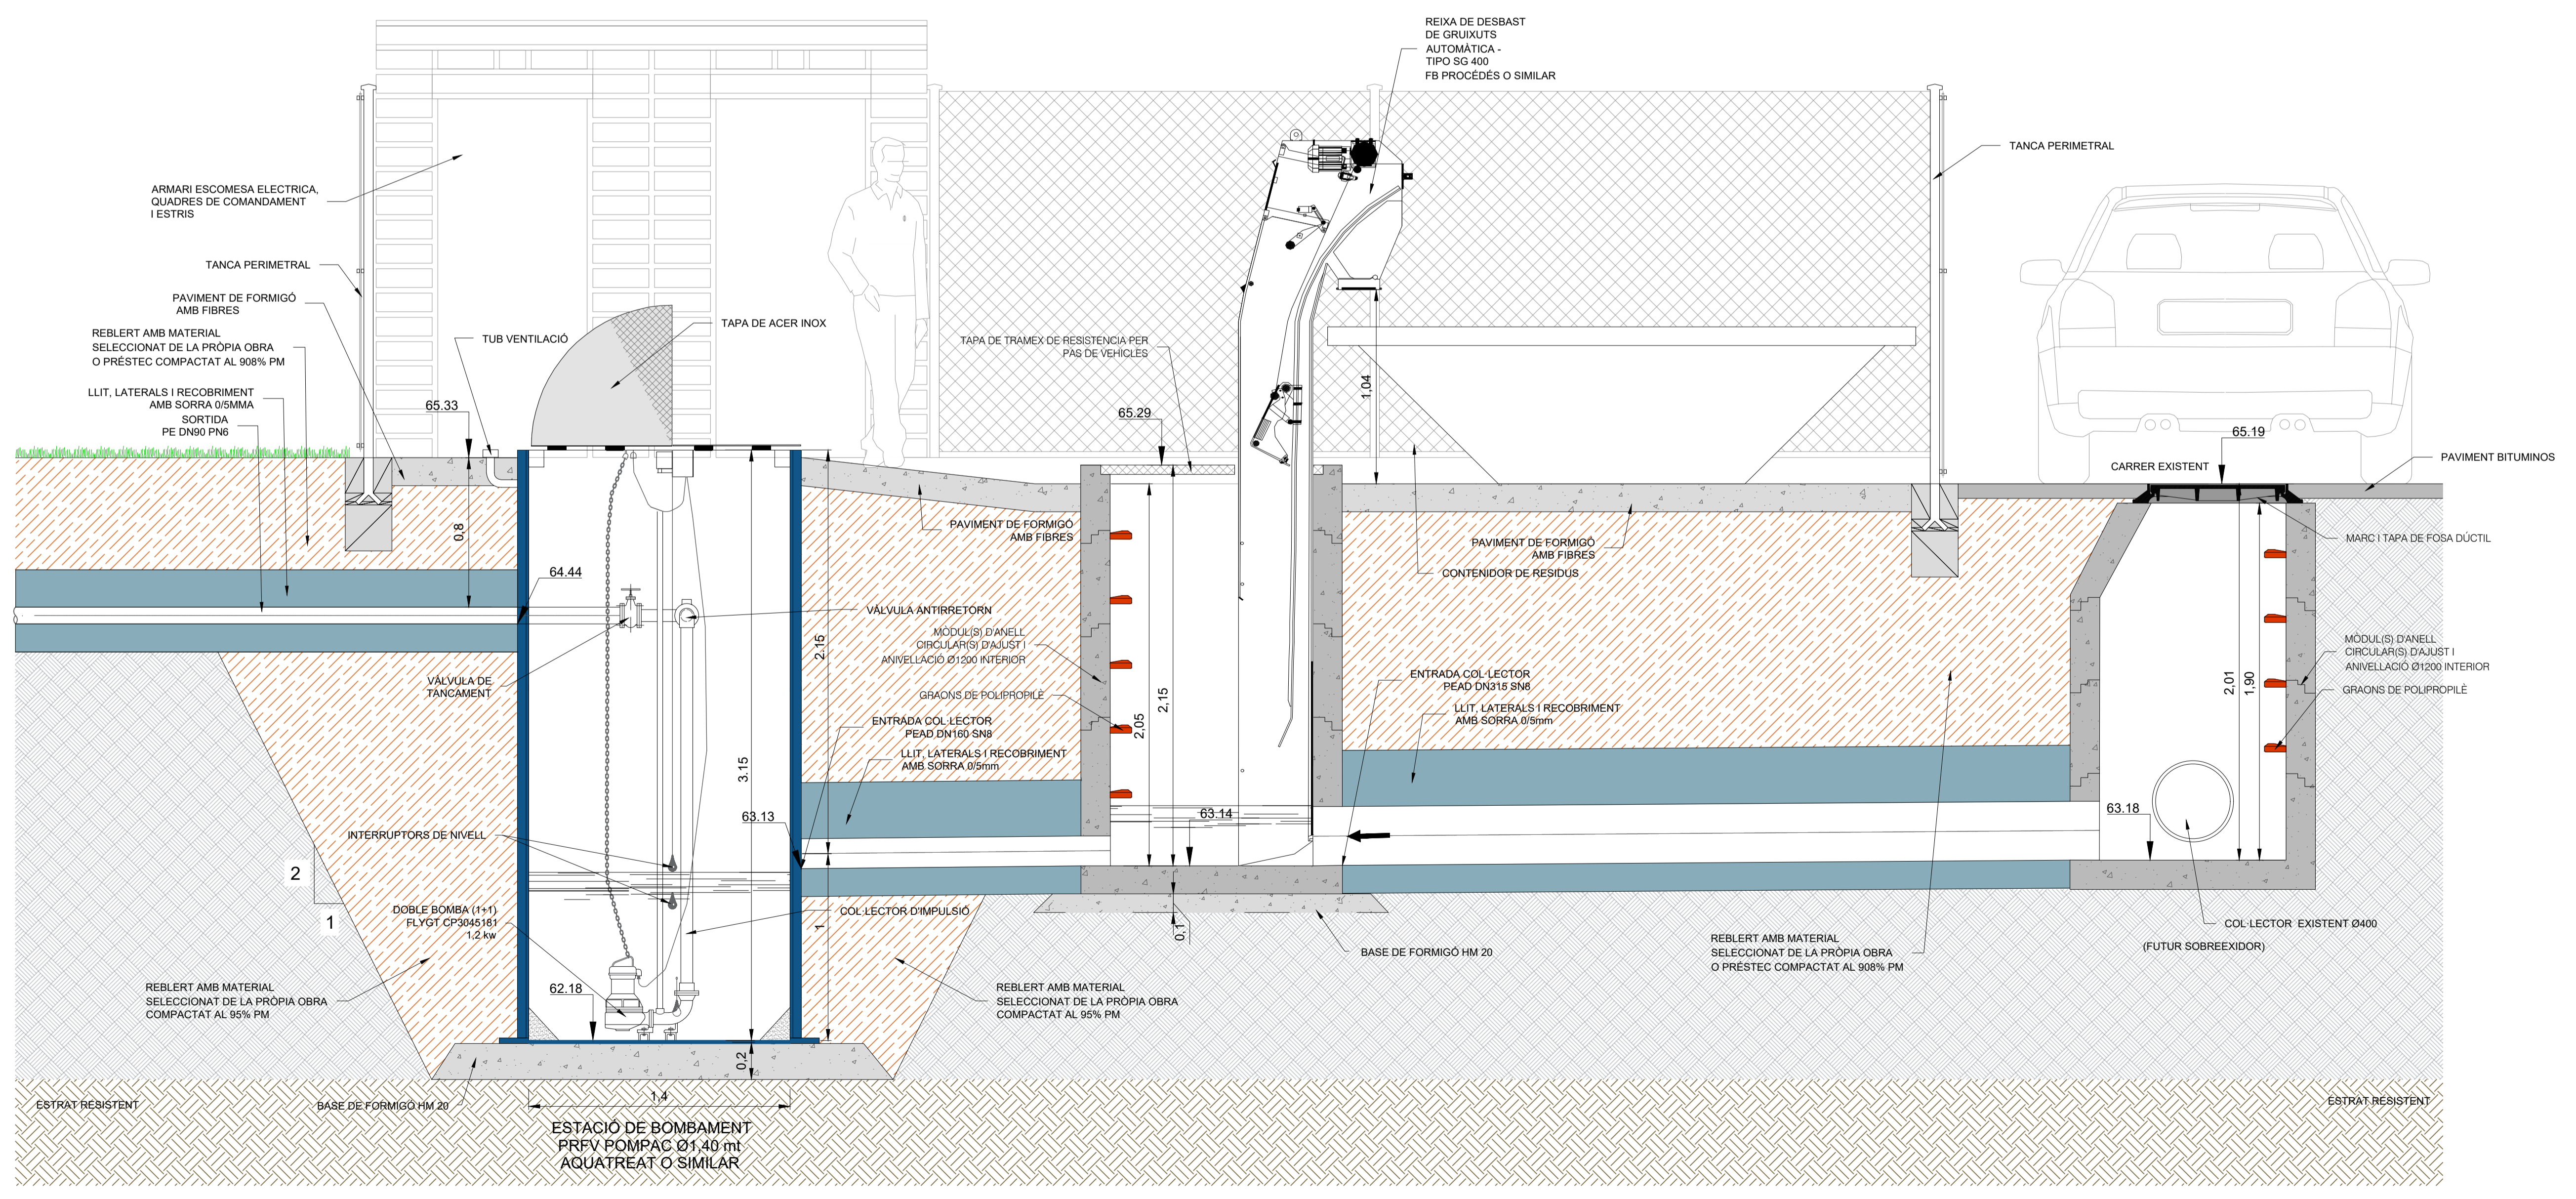 REIXA DE DESBAST
DE GRUIXUTS
AUTOMÀTICA -
TIPO SG 400
FB PROCÉDÉS O SIMILAR
TANCA PERIMETRAL
ARMARI ESCOMESA ELECTRICA,
QUADRES DE COMANDAMENT
I ESTRIS
TANCA PERIMETRAL
PAVIMENT DE FORMIGÓ
AMB FIBRES
REBLERT AMB MATERIAL
SELECCIONAT DE LA PRÒPIA OBRA
O PRÉSTEC COMPACTAT AL 908% PM
LLIT, LATERALS I RECOBRIMENT
AMB SORRA 0/5MMA
SORTIDA
PE DN90 PN6
65.33
TUB VENTILACIÓ
TAPA DE ACER INOX
TAPA DE TRAMEX DE RESISTENCIA PER
PAS DE VEHICLES
65.29
1,04
65.19
CARRER EXISTENT
PAVIMENT BITUMINOS
0,8
64.44
PAVIMENT DE FORMIGÓ
AMB FIBRES
PAVIMENT DE FORMIGÓ
AMB FIBRES
CONTENIDOR DE RESIDUS
MARC I TAPA DE FOSA DÚCTIL
VÀLVULA ANTIRRETORN
2.15
MÒDUL(S) D'ANELL
CIRCULAR(S) D'AJUST I
ANIVELLACIÓ Ø1200 INTERIOR
MÒDUL(S) D'ANELL
CIRCULAR(S) D'AJUST I
ANIVELLACIÓ Ø1200 INTERIOR
VÀLVULA DE
TANCAMENT
GRAONS DE POLIPROPILÈ
GRAONS DE POLIPROPILÈ
ENTRADA COL·LECTOR
PEAD DN160 SN8
LLIT, LATERALS I RECOBRIMENT
AMB SORRA 0/5mm
ENTRADA COL·LECTOR
PEAD DN315 SN8
LLIT, LATERALS I RECOBRIMENT
AMB SORRA 0/5mm
2,05
2,15
2,01
1,90
3.15
63.13
63.14
63.18
INTERRUPTORS DE NIVELL
2
1
DOBLE BOMBA (1+1)
FLYGT CP3045181
1,2 kw
COL·LECTOR D'IMPULSIÓ
1
0,1
BASE DE FORMIGÓ HM 20
COL·LECTOR EXISTENT Ø400
(FUTUR SOBREEXIDOR)
REBLERT AMB MATERIAL
SELECCIONAT DE LA PRÒPIA OBRA
O PRÉSTEC COMPACTAT AL 908% PM
REBLERT AMB MATERIAL
SELECCIONAT DE LA PRÒPIA OBRA
COMPACTAT AL 95% PM
62.18
REBLERT AMB MATERIAL
SELECCIONAT DE LA PRÒPIA OBRA
COMPACTAT AL 95% PM
0,2
1,4
ESTRAT RESISTENT
BASE DE FORMIGÓ HM 20
ESTRAT RESISTENT
ESTACIÓ DE BOMBAMENT
PRFV POMPAC Ø1,40 mt
AQUATREAT O SIMILAR